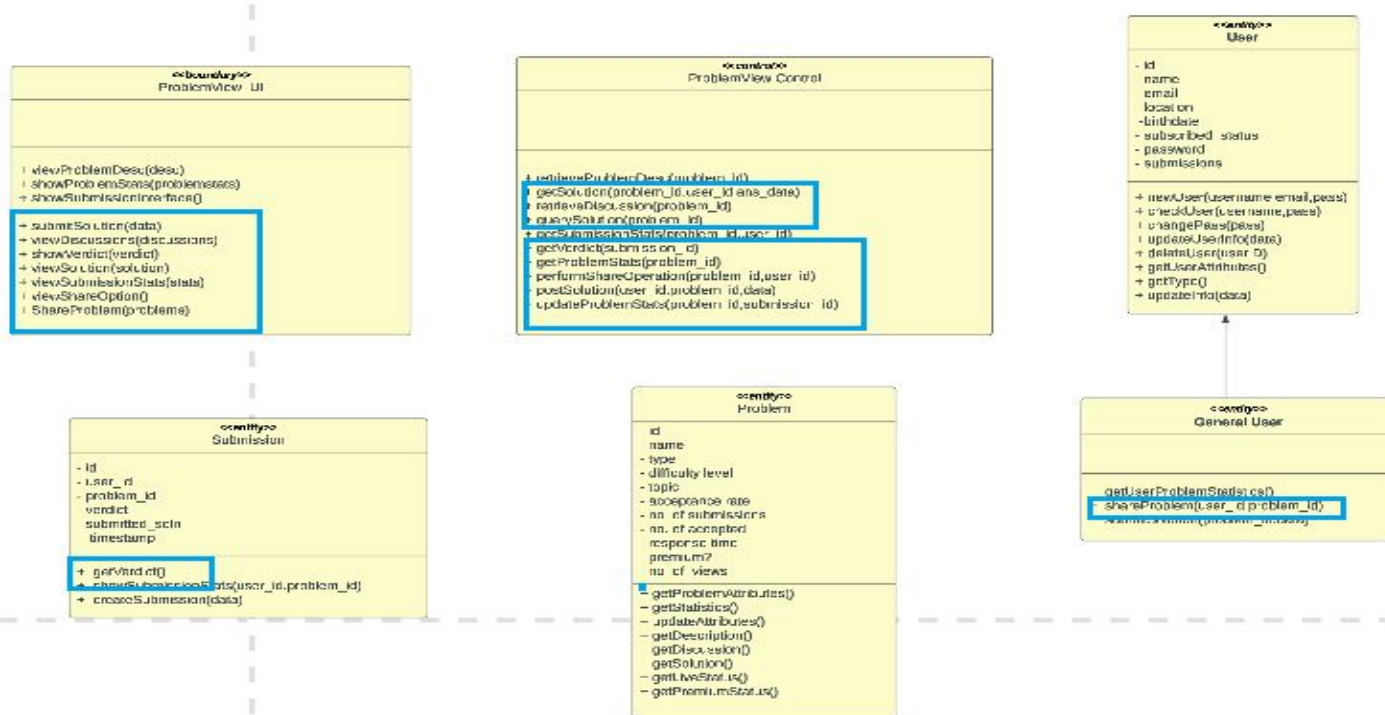 <<boundary>>
ProblemView UI
+ viewProblemDesc(desc)
+ showProblemStats(problemstats)
+ showSubmissionInterface()
+ submitSolution(data)
+ viewDiscussions(discussions)
+ showVerdict(verdict)
+ viewSolution(solution)
+ viewSubmissionStats(stats)
+ viewShareOption()
+ ShareProblem(problems)
<<control>>
ProblemView Control
+ retrieveProblemDesc(problem_id)
+ getSolution(problem_id,user_id,ans_data)
+ retrieveDiscussion(problem_id)
+ querySolution(problem_id)
+ getSubmissionStats(problem_id,user_id)
+ getVerdict(submission_id)
+ getProblemStats(problem_id)
+ performShareOperation(problem_id,user_id)
+ postSolution(user_id,problem_id,data)
+ updateProblemStats(problem_id,submission_id)
<<entity>>
User
- id
name
email
location
-birthdate
- subscribed_status
- password
- submissions
+ newUser(username,email,pass)
+ checkUser(username,pass)
+ changePass(pass)
+ updateUserInfo(data)
+ deleteUser(user_ID)
+ getUserAttributes()
+ getType()
+ updateInfo(data)
<<entity>>
Submission
- id
- user_id
- problem_id
verdict
submitted_soln
timestamp
+ getVerdict()
+ showSubmissionStats(user_id,problem_id)
+ createSubmission(data)
<<entity>>
Problem
id
name
- type
- difficulty level
- topic
- acceptance rate
- no. of submissions
- no. of accepted
response time
premium?
no. of views
getProblemAttributes()
getStatistics()
updateAttributes()
getDescription()
getDiscussion()
getSolution()
getLiveStatus()
getPremiumStatus()
<<entity>>
General User
getUserProblemStatistics()
shareProblem(user_id,problem_id)